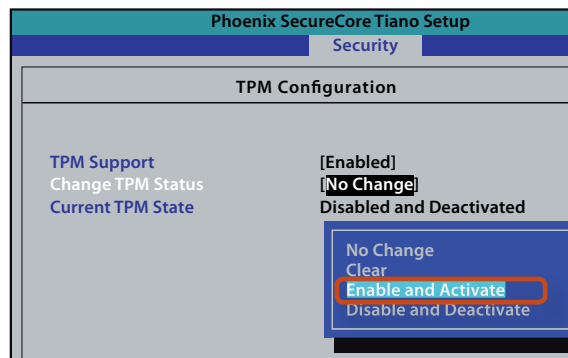 Phoenix SecureCore Tiano Setup
Security
TPM Configuration
TPM Support [Enabled]
Change TPM Status [No Change]
Current TPM State Disabled and Deactivated
No Change
Clear
Enable and Activate
Disable and Deactivate